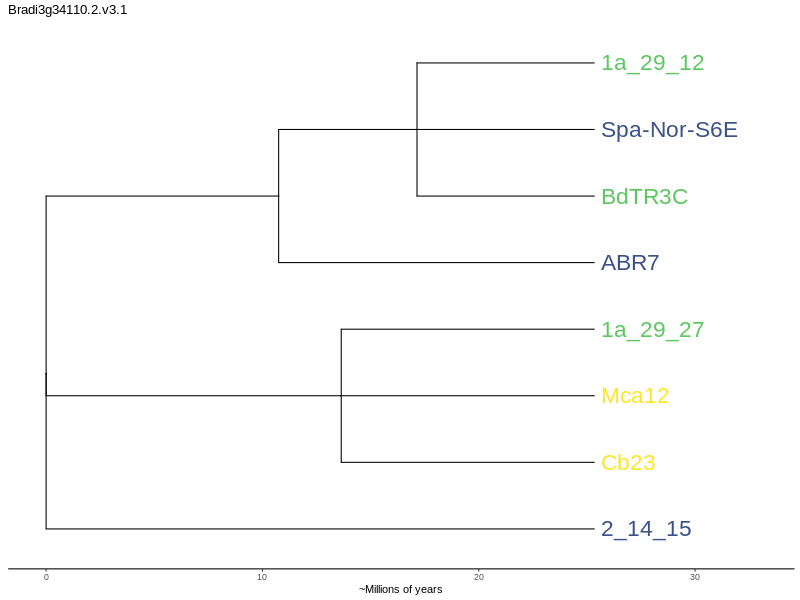 Bradi3g34110.2.v3.1
1a_29_12
Spa-Nor-S6E
BdTR3C
ABR7
1a_29_27
Mca12
Cb23
2_14_15
0 10 20 30
~Millions of years